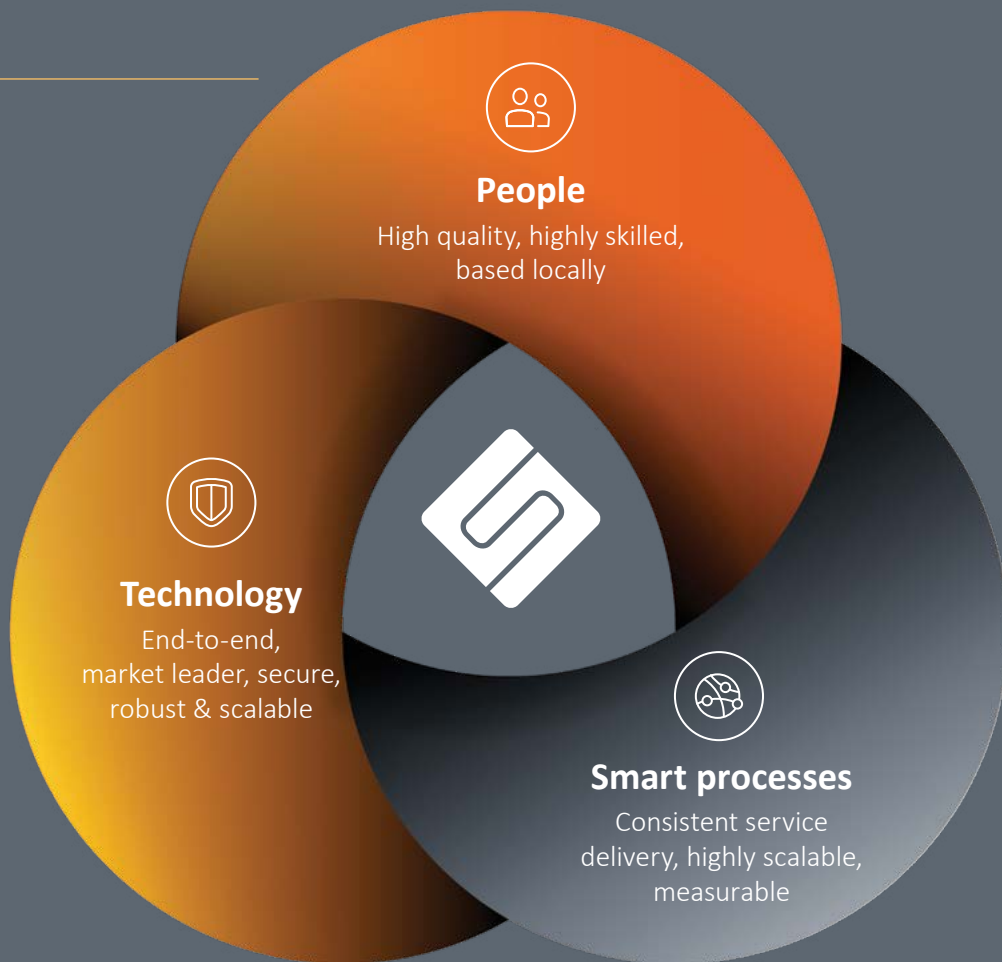 People
High quality, highly skilled,
based locally
Technology
End-to-end,
market leader, secure,
robust & scalable
Smart processes
Consistent service
delivery, highly scalable,
measurable